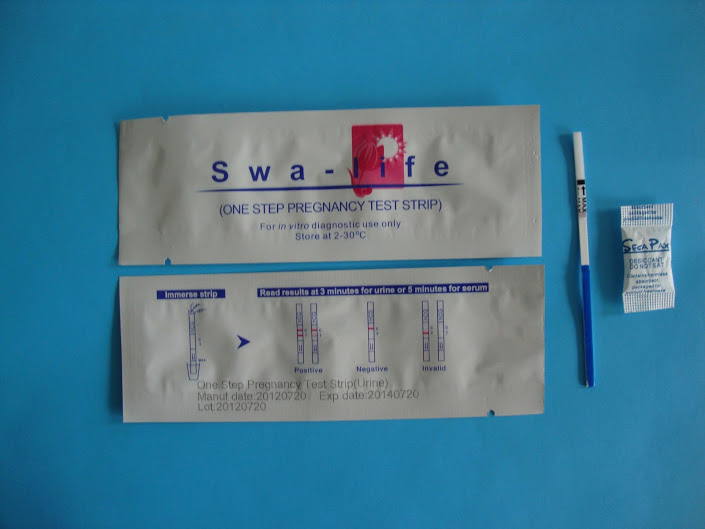 Swa-life
(ONE STEP PREGNANCY TEST STRIP)
For in vitro diagnostic use only
Store at 2-30°C
Immerse strip
Read results at 3 minutes for urine or 5 minutes for serum
Positive
Negative
Invalid
One Step Pregnancy Test Strip(Urine)
Manuf date:20120720 / Exp date:20140720
Lot:20120720
MAX
DESICCANT
DO NOT EAT